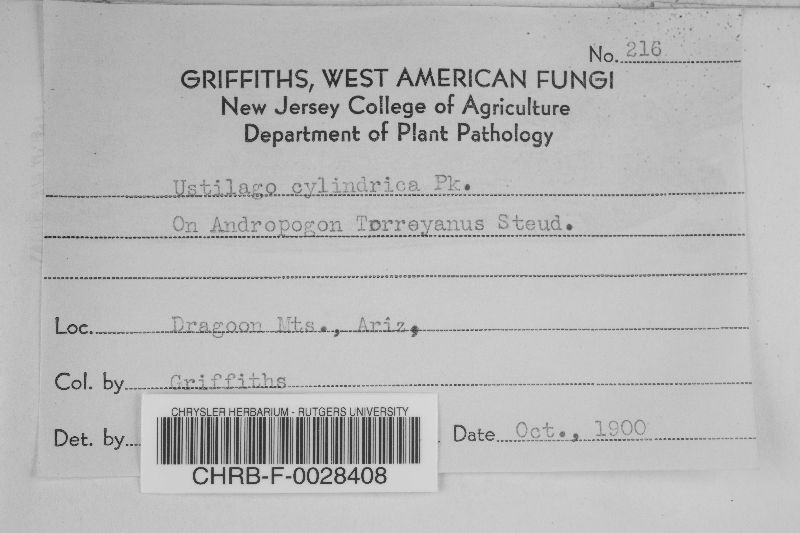 No. 216
GRIFFITHS, WEST AMERICAN FUNGI
New Jersey College of Agriculture
Department of Plant Pathology
Ustilago cylindrica Pk.
On Andropogon Torreyanus Steud.
Loc. Dragoon Mts., Ariz,
Col. by Griffiths
Det. by
Date Oct., 1900
CHRYSLER HERBARIUM - RUTGERS UNIVERSITY
CHRB-F-0028408